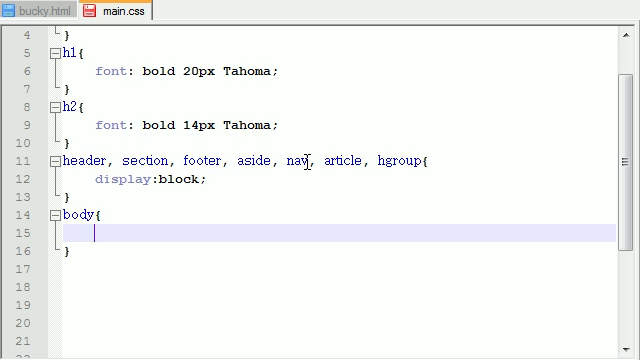 bucky.html main.css
4 }
5 h1{
6 font: bold 20px Tahoma;
7 }
8 h2{
9 font: bold 14px Tahoma;
10 }
11 header, section, footer, aside, nav, article, hgroup{
12 display:block;
13 }
14 body{
15
16 }
17
18
19
20
21